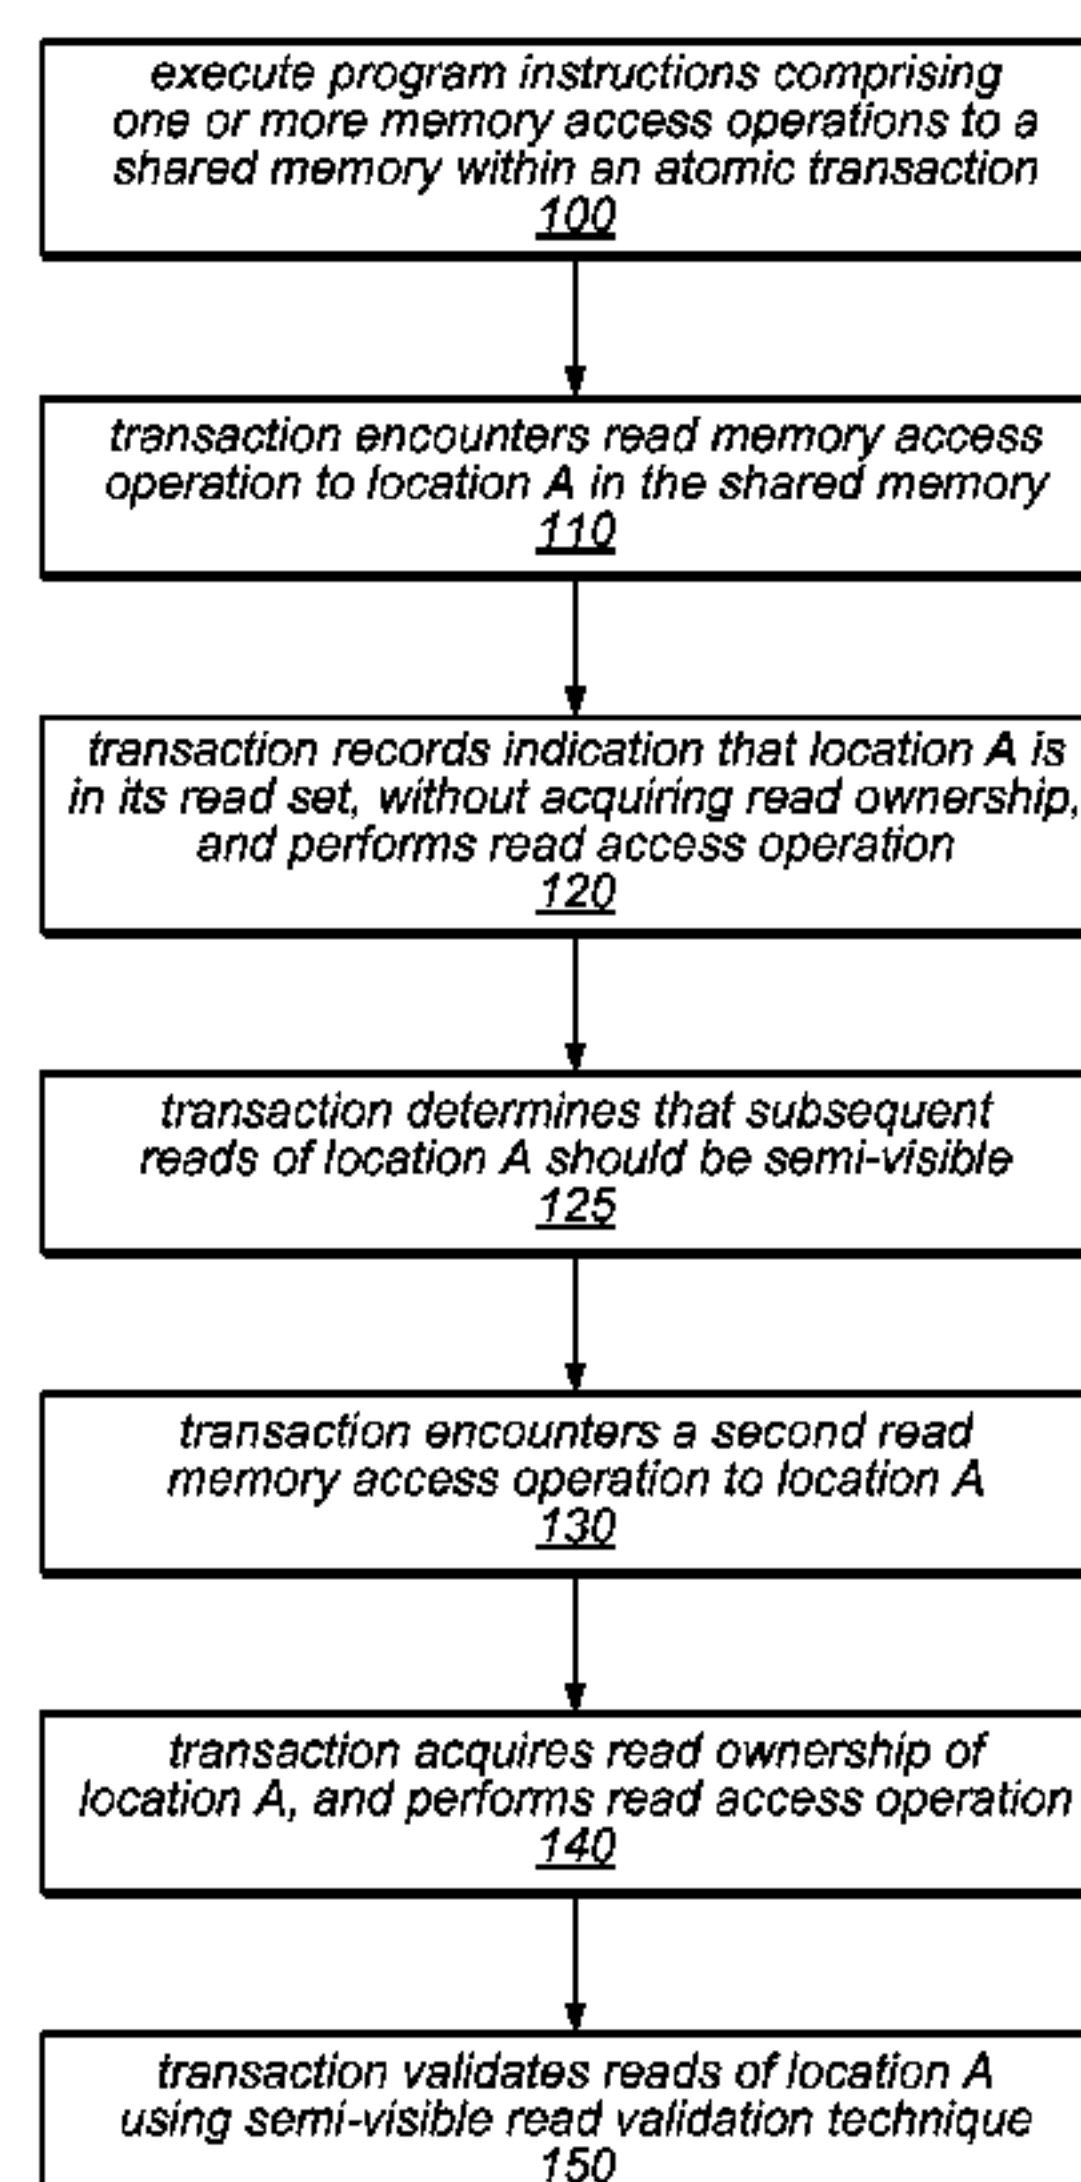 execute program instructions comprising
one or more memory access operations to a
shared memory within an atomic transaction
100
transaction encounters read memory access
operation to location A in the shared memory
110
transaction records indication that location A is
in its read set, without acquiring read ownership,
and performs read access operation
120
transaction determines that subsequent
reads of location A should be semi-visible
125
transaction encounters a second read
memory access operation to location A
130
transaction acquires read ownership of
location A, and performs read access operation
140
transaction validates reads of location A
using semi-visible read validation technique
150